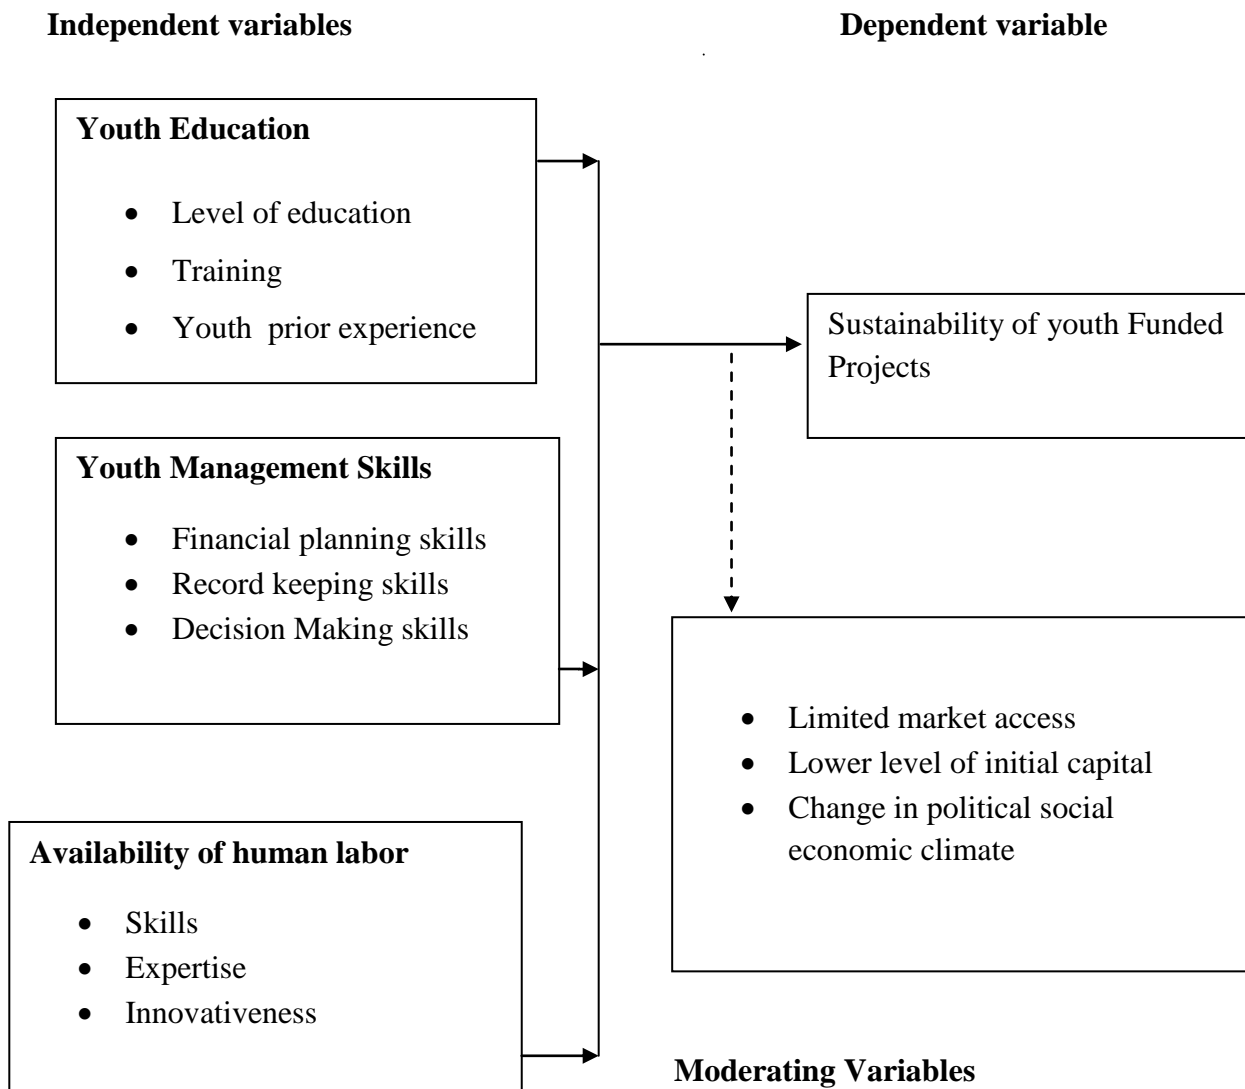 Independent variables
Dependent variable
Youth Education
• Level of education
• Training
• Youth  prior experience
Sustainability of youth Funded
Projects
Youth Management Skills
• Financial planning skills
• Record keeping skills
• Decision Making skills
• Limited market access
• Lower level of initial capital
• Change in political social
economic climate
Availability of human labor
• Skills
• Expertise
• Innovativeness
Moderating Variables